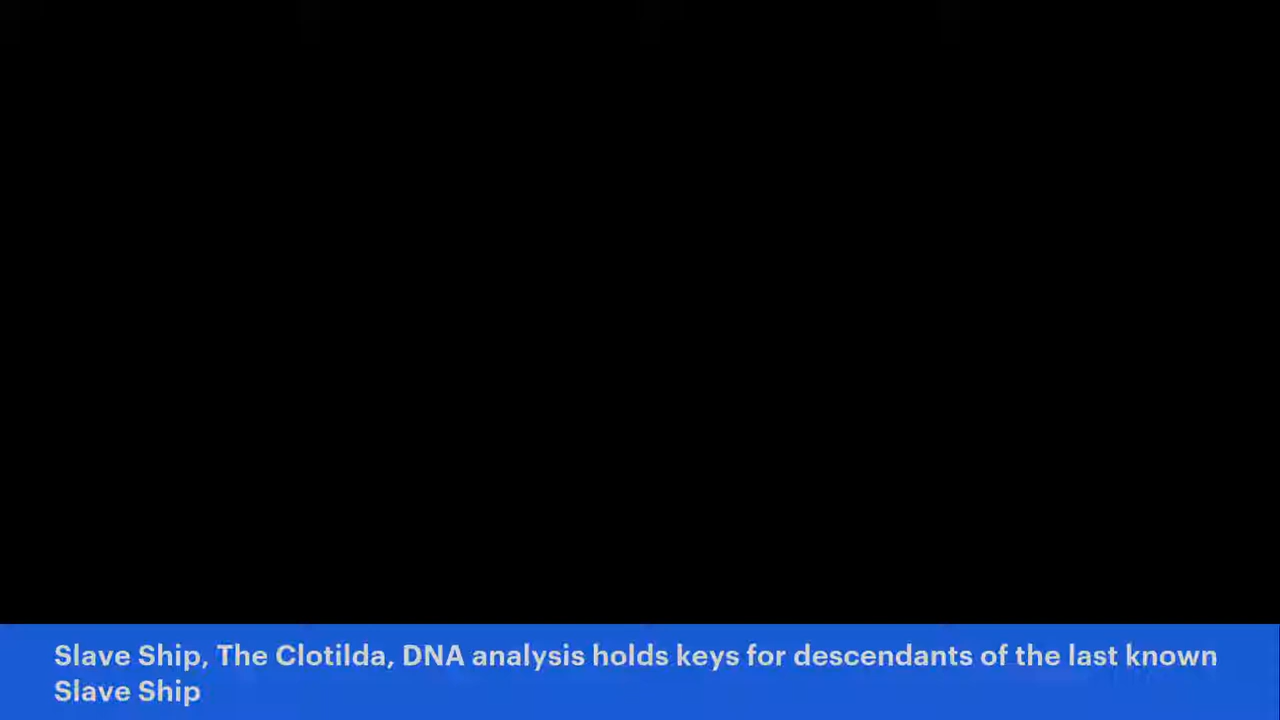 Slave Ship, The Clotilda, DNA analysis holds keys for descendants of the last known
Slave Ship